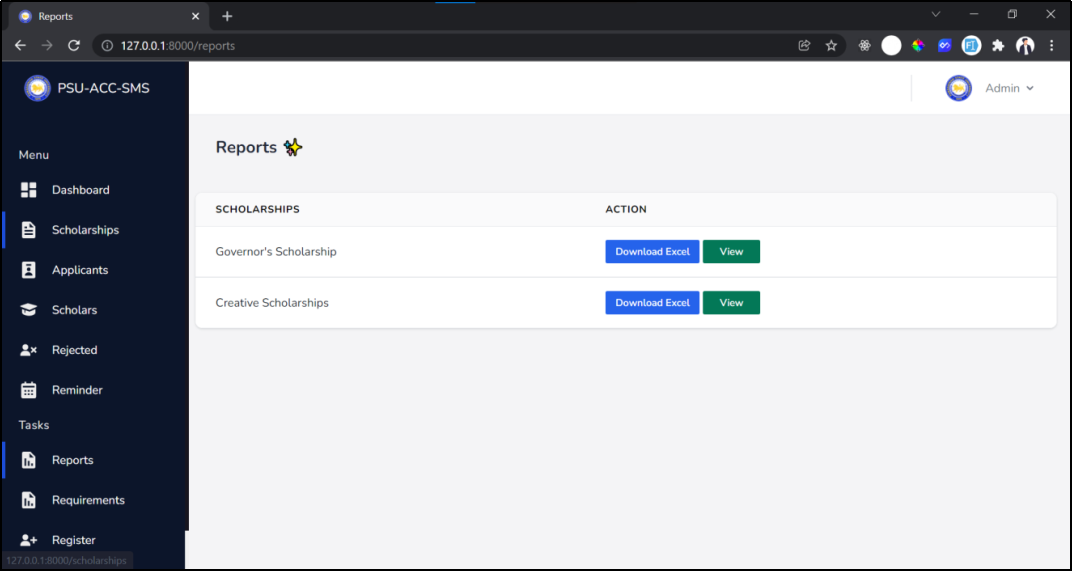 Reports
127.0.0.1:8000/reports
PSU-ACC-SMS
Admin
Menu
Dashboard
Scholarships
Applicants
Scholars
Rejected
Reminder
Tasks
Reports
Requirements
Register
127.0.0.1:8000/scholarships
Reports
SCHOLARSHIPS ACTION
Governor's Scholarship Download Excel View
Creative Scholarships Download Excel View